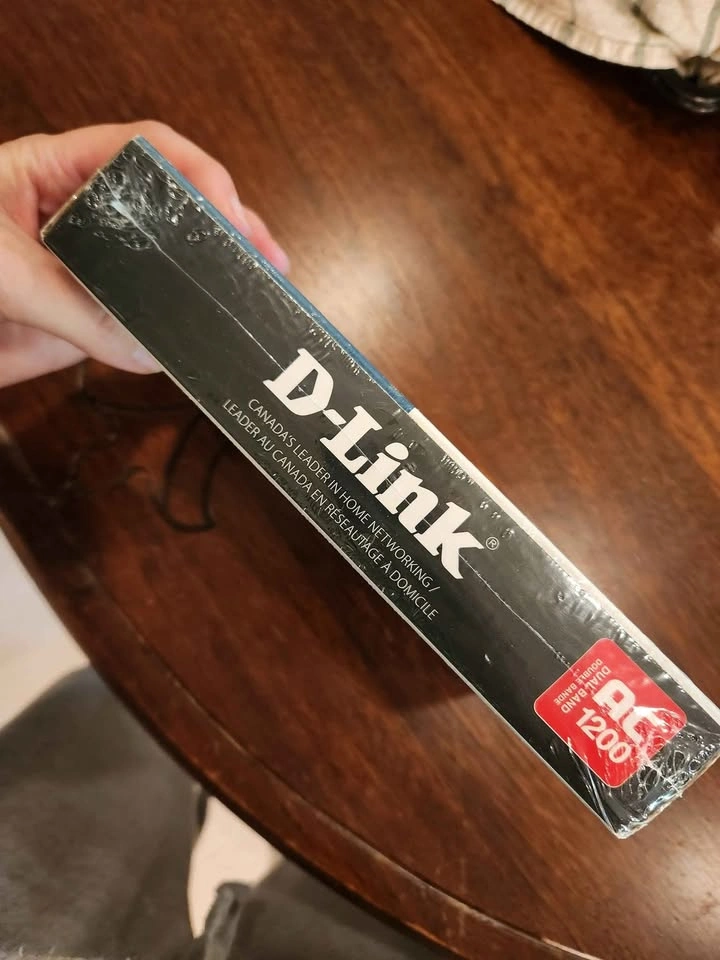 D-Link®
CANADA'S LEADER IN HOME NETWORKING /
LEADER AU CANADA EN RÉSEAUTAGE À DOMICILE
AC
1200
DUAL BAND
DOUBLE BANDE